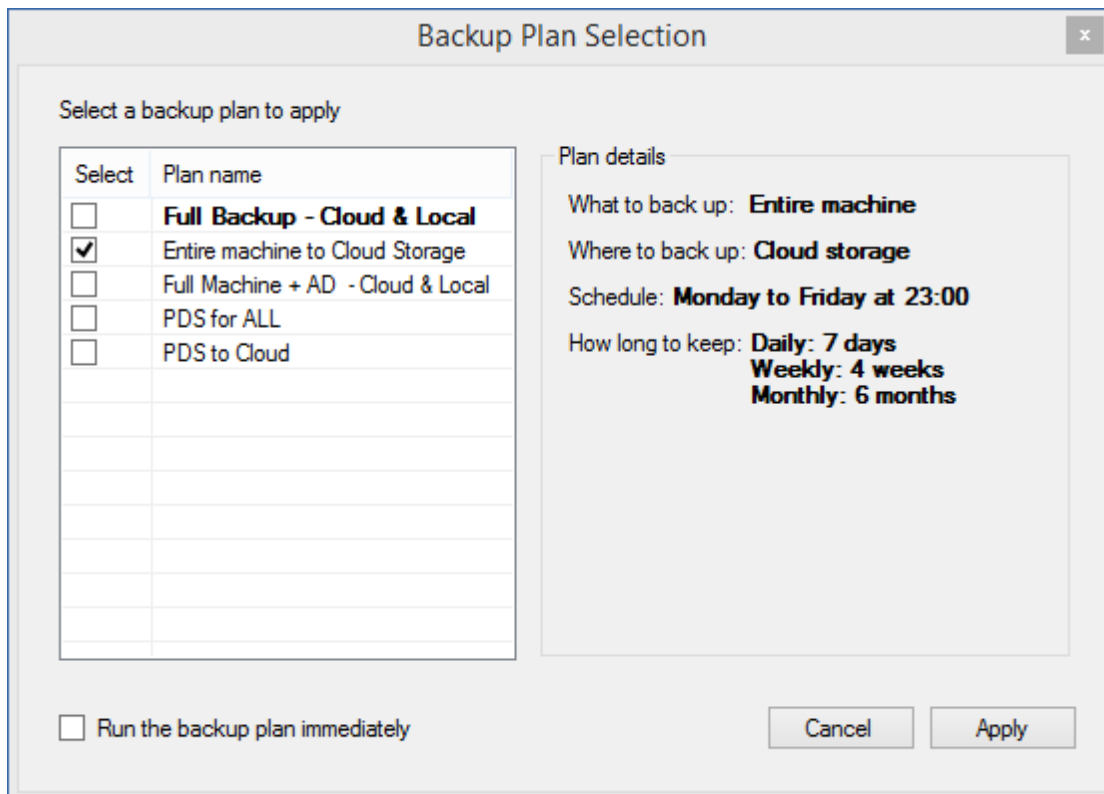 Backup Plan Selection
x
Select a backup plan to apply
Select Plan name
Full Backup - Cloud & Local
Entire machine to Cloud Storage
Full Machine + AD - Cloud & Local
PDS for ALL
PDS to Cloud
Plan details
What to back up: Entire machine
Where to back up: Cloud storage
Schedule: Monday to Friday at 23:00
How long to keep: Daily: 7 days
Weekly: 4 weeks
Monthly: 6 months
Run the backup plan immediately
Cancel
Apply